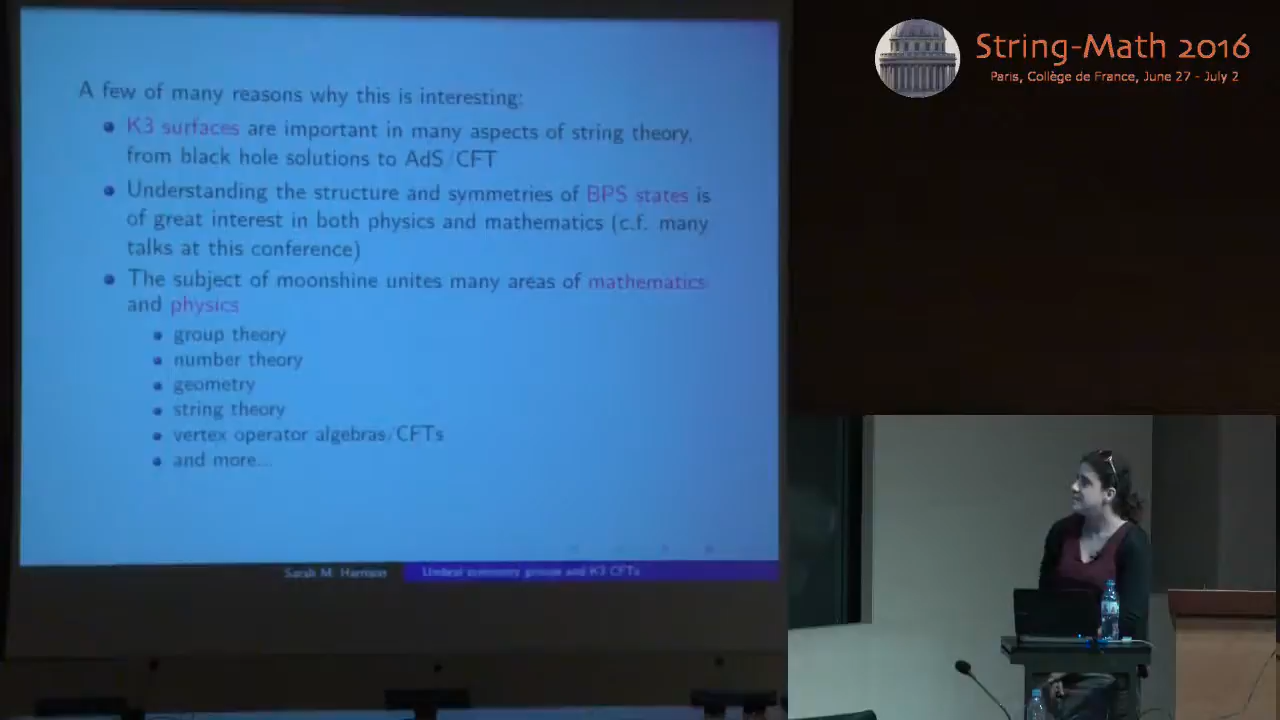 A few of many reasons why this is interesting:
K3 surfaces are important in many aspects of string theory,
from black hole solutions to AdS/CFT
Understanding the structure and symmetries of BPS states is
of great interest in both physics and mathematics (c.f. many
talks at this conference)
The subject of moonshine unites many areas of mathematics
and physics
group theory
number theory
geometry
string theory
vertex operator algebras/CFTs
and more...
Sarah M. Harrison
Umbral symmetry groups and K3 CFTs
String-Math 2016
Paris, Collège de France, June 27 - July 2